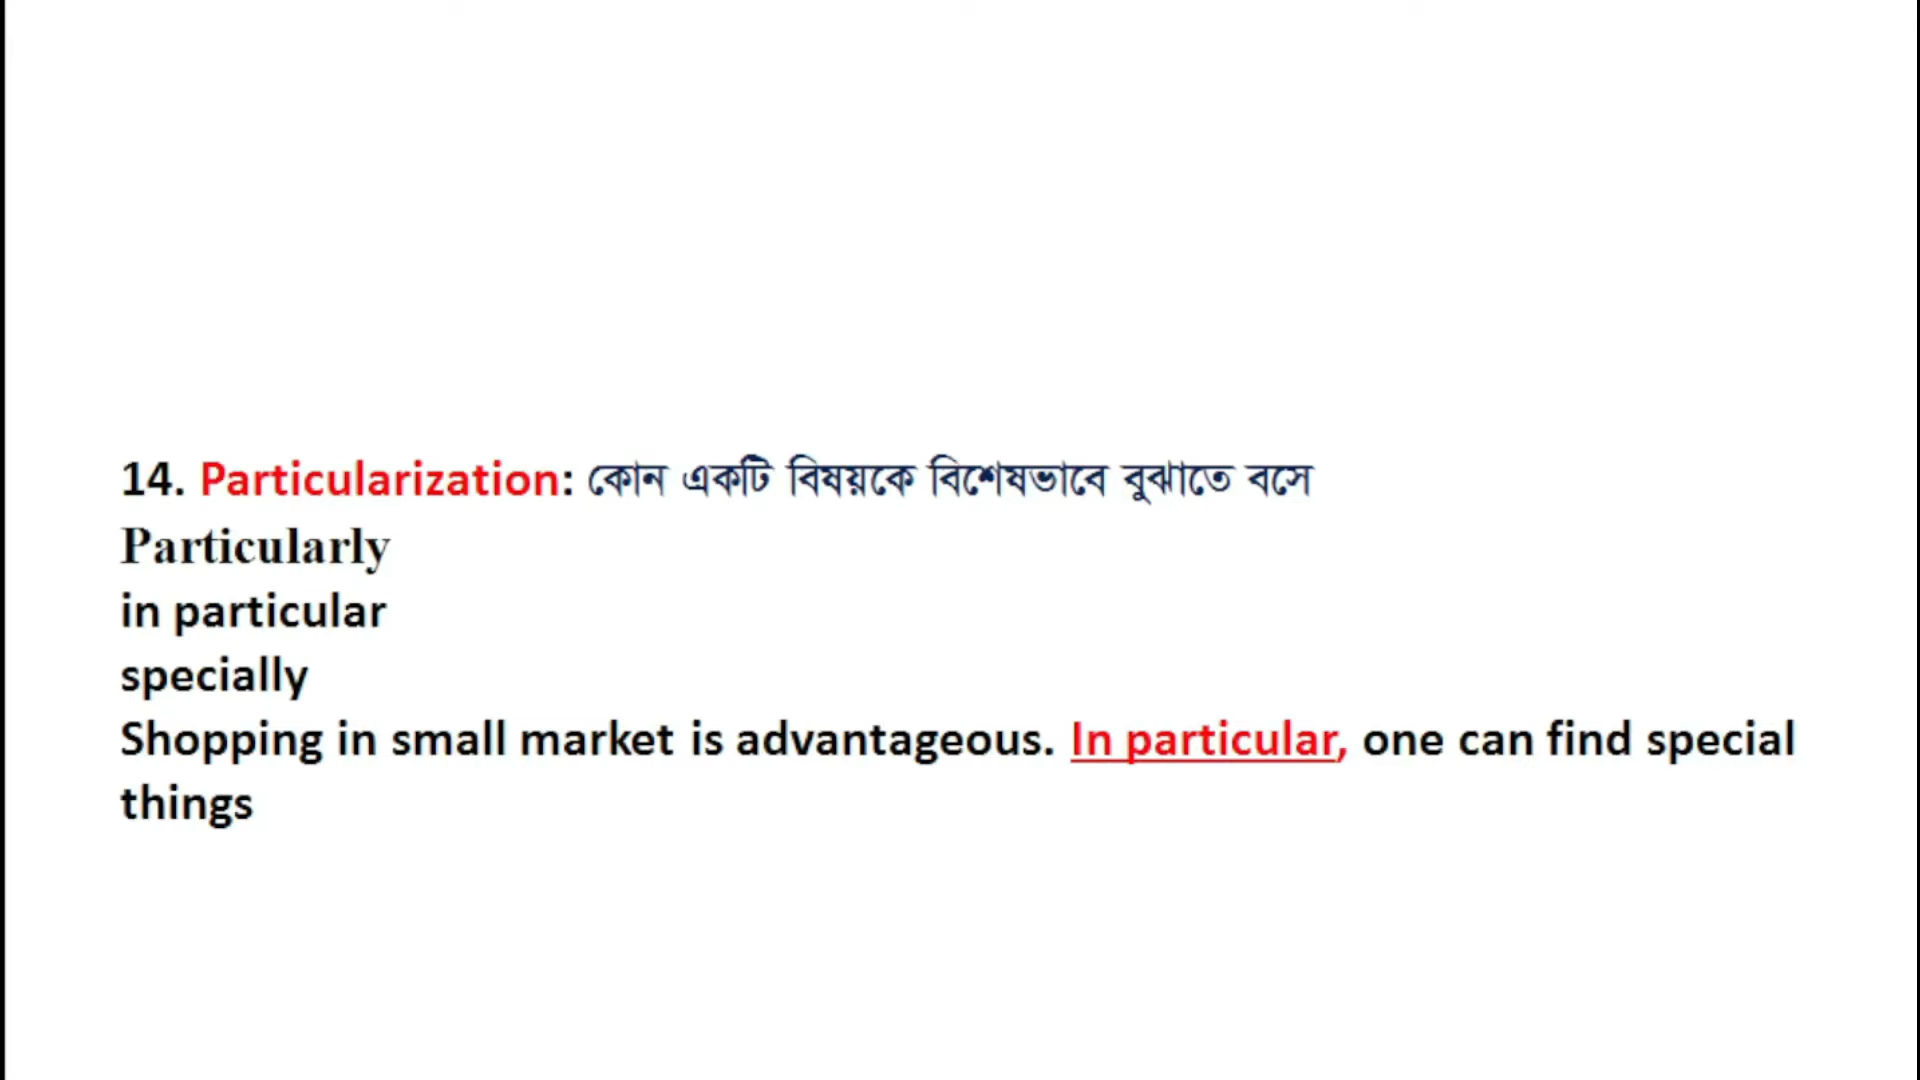 14. Particularization: কোন একটি বিষয়কে বিশেষভাবে বুঝাতে বসে
Particularly
in particular
specially
Shopping in small market is advantageous. In particular, one can find special
things